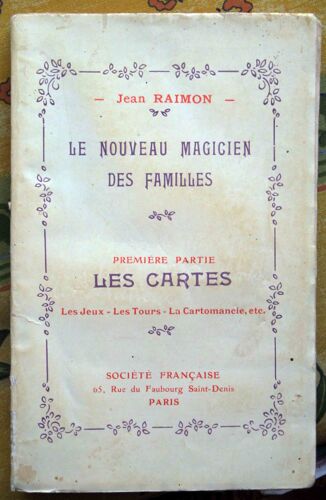 - Jean RAIMON -
LE NOUVEAU MAGICIEN
DES FAMILLES
PREMIÈRE PARTIE
LES CARTES
Les Jeux - Les Tours - La Cartomancie, etc.
SOCIÉTÉ FRANÇAISE
65, Rue du Faubourg Saint-Denis
PARIS